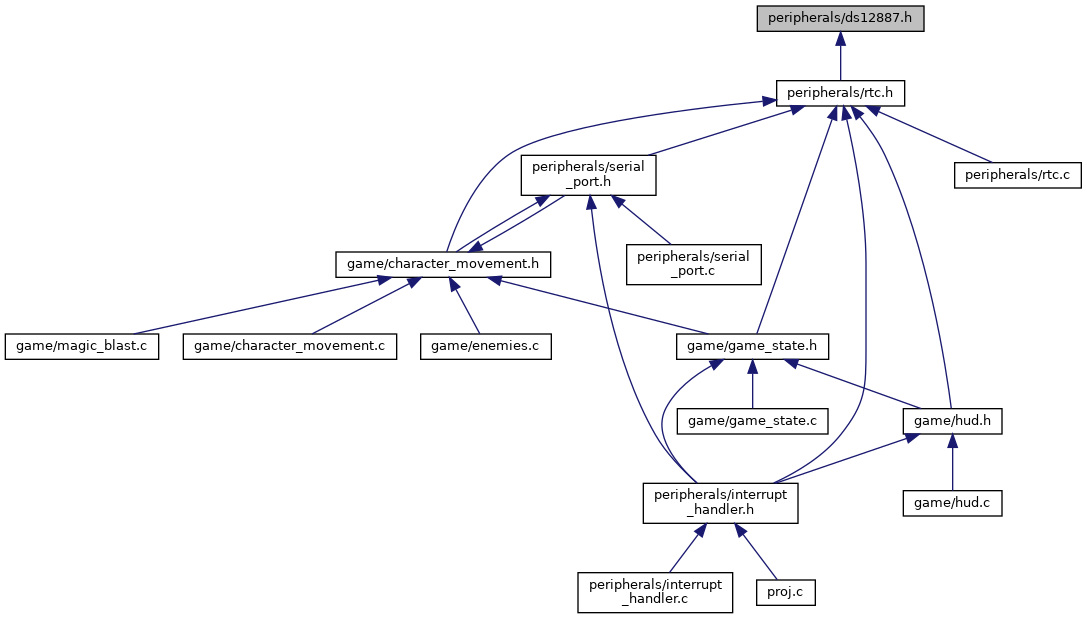 peripherals/ds12887.h
peripherals/rtc.h
peripherals/serial
_port.h
peripherals/rtc.c
game/character_movement.h
peripherals/serial
_port.c
game/magic_blast.c
game/character_movement.c
game/enemies.c
game/game_state.h
game/game_state.c
game/hud.h
peripherals/interrupt
_handler.h
game/hud.c
peripherals/interrupt
_handler.c
proj.c